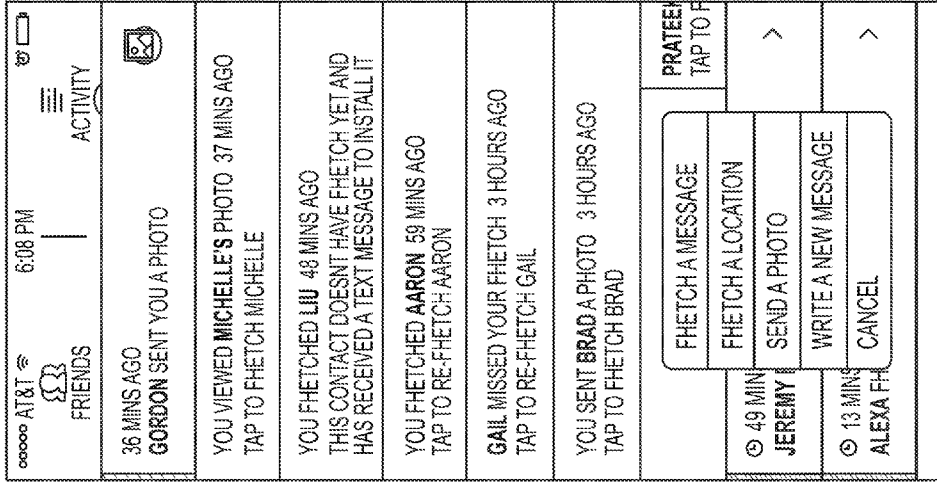 ooooo AT&T 6:08 PM
FRIENDS ACTIVITY
36 MINS AGO
GORDON SENT YOU A PHOTO
YOU VIEWED MICHELLE'S PHOTO 37 MINS AGO
TAP TO FHETCH MICHELLE
YOU FHETCHED LIU 48 MINS AGO
THIS CONTACT DOESNT HAVE FHETCH YET AND
HAS RECEIVED A TEXT MESSAGE TO INSTALL IT
YOU FHETCHED AARON 59 MINS AGO
TAP TO RE-FHETCH AARON
GAIL MISSED YOUR FHETCH 3 HOURS AGO
TAP TO RE-FHETCH GAIL
YOU SENT BRAD A PHOTO 3 HOURS AGO
TAP TO FHETCH BRAD
PRATEE
TAP TO F
FHETCH A MESSAGE
FHETCH A LOCATION
SEND A PHOTO
WRITE A NEW MESSAGE
CANCEL
49 MIN
JEREMY
13 MINS
ALEXA FH